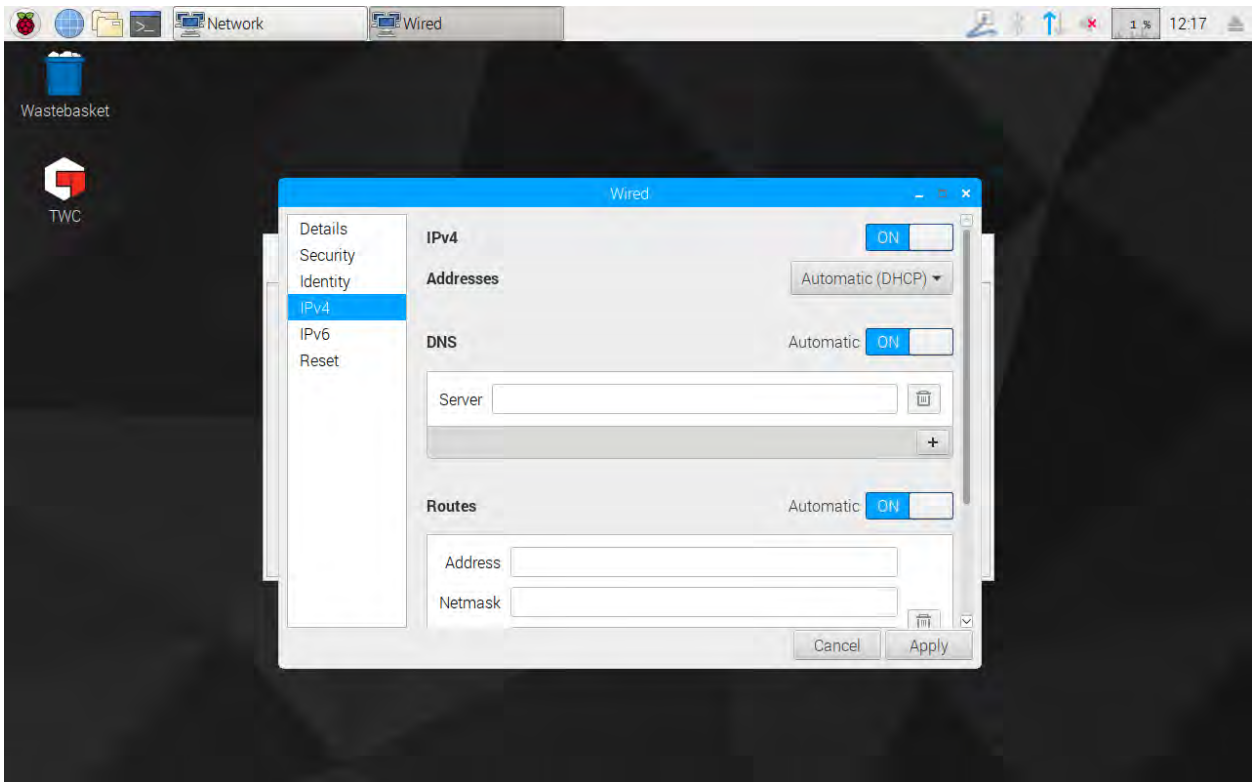 Network Wired 1 % 12:17
Wastebasket
TWC
Wired
Details
Security
Identity
IPv4
IPv6
Reset
IPv4 ON
Addresses Automatic (DHCP)
DNS Automatic ON
Server
+
Routes Automatic ON
Address
Netmask
Cancel Apply